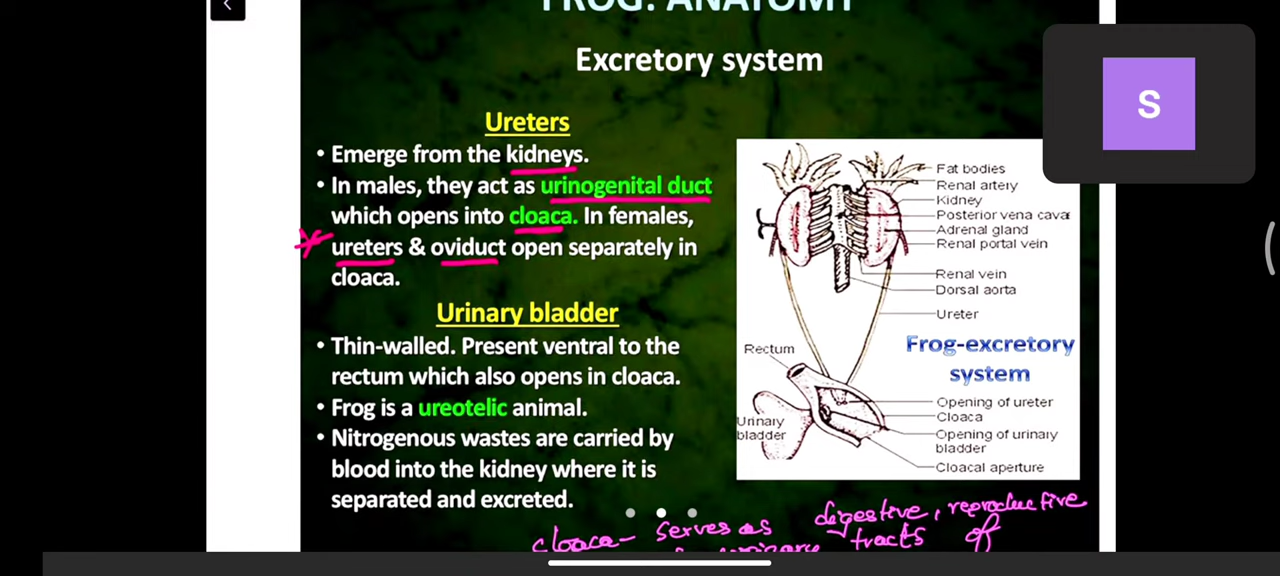 FROG: ANATOMY
Excretory system
S
Ureters
• Emerge from the kidneys.
• In males, they act as urinogenital duct
which opens into cloaca. In females,
ureters & oviduct open separately in
cloaca.
Urinary bladder
• Thin-walled. Present ventral to the
rectum which also opens in cloaca.
• Frog is a ureotelic animal.
• Nitrogenous wastes are carried by
blood into the kidney where it is
separated and excreted.
Fat bodies
Renal artery
Kidney
Posterior vena cava
Adrenal gland
Renal portal vein
Renal vein
Dorsal aorta
Ureter
Rectum
Frog-excretory
system
Opening of ureter
Cloaca
Urinary
bladder
Opening of urinary
bladder
Cloacal aperture
cloaca - serves as digestive, reproductive
tracts of